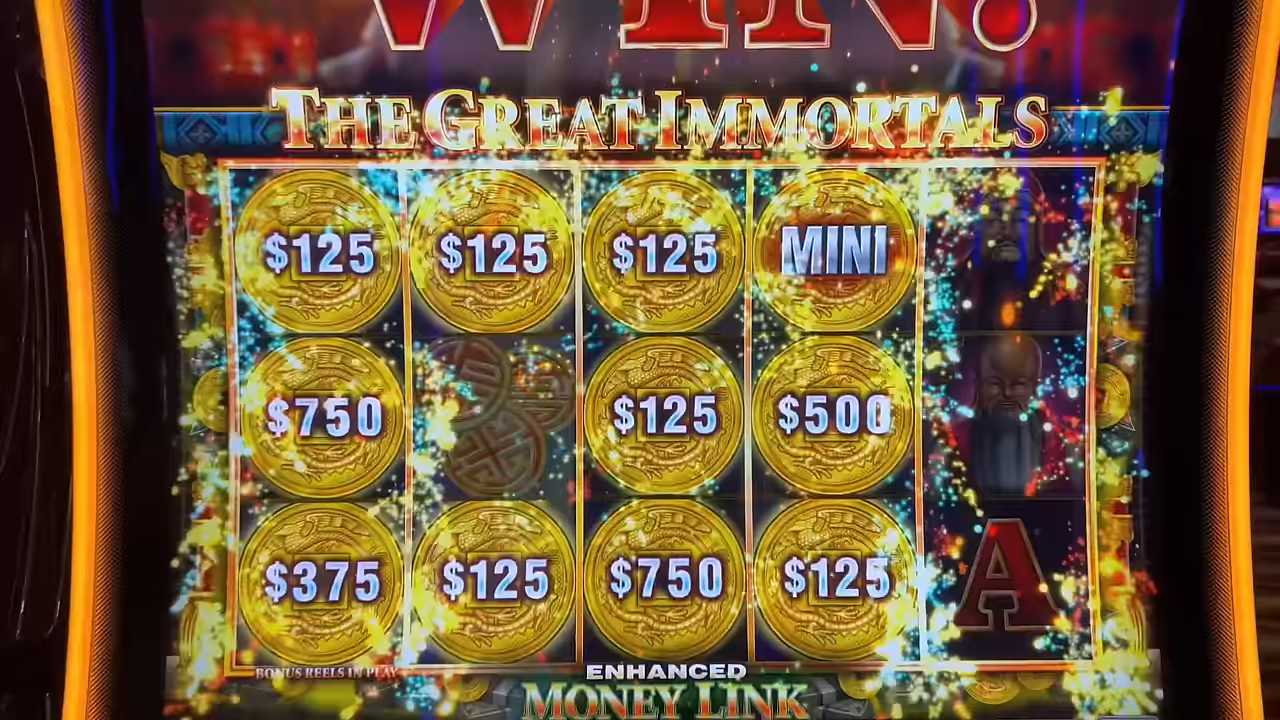 WIN!
THE GREAT IMMORTALS
$125 $125 $125 MINI
$750 $125 $500
$375 $125 $750 $125 A
BONUS REELS IN PLAY
ENHANCED
MONEY LINK